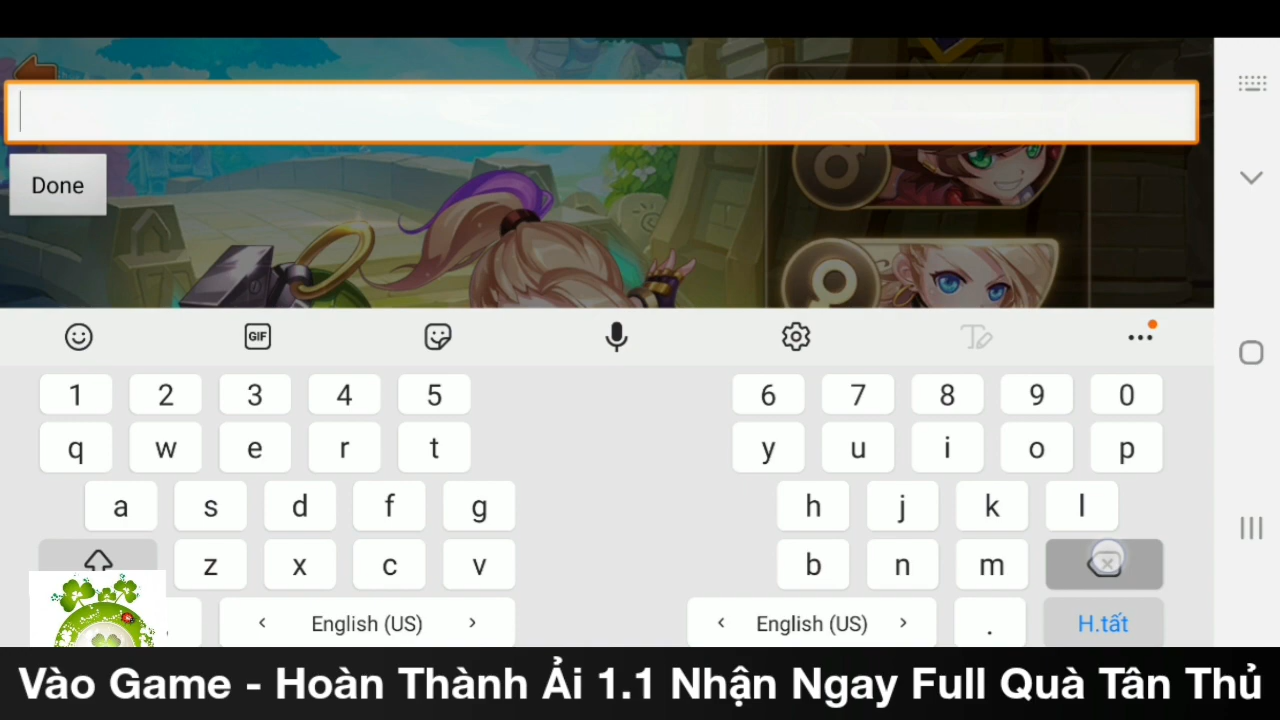 Done
GIF
1 2 3 4 5 6 7 8 9 0
q w e r t y u i o p
a s d f g h j k l
z x c v b n m
< English (US) > < English (US) > . H.tất
Vào Game - Hoàn Thành Ải 1.1 Nhận Ngay Full Quà Tân Thủ